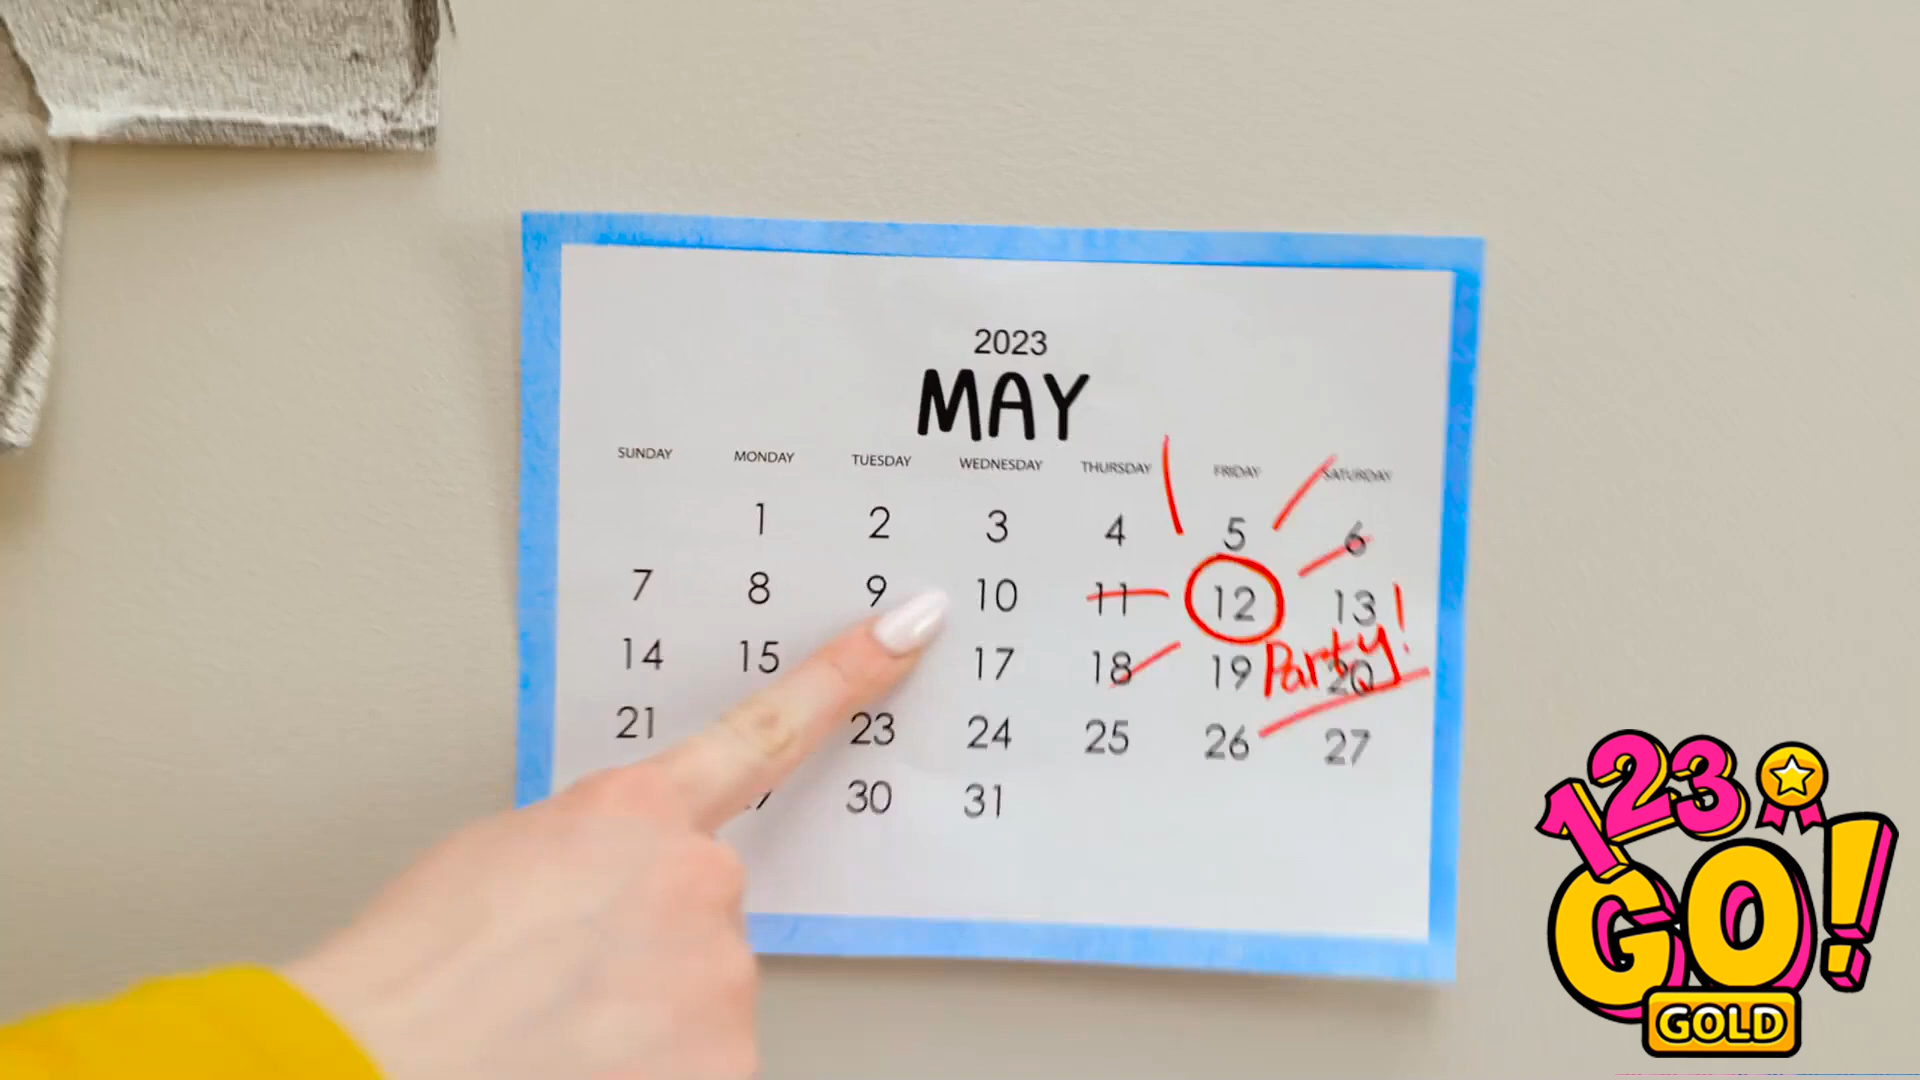 2023
MAY
SUNDAY MONDAY TUESDAY WEDNESDAY THURSDAY FRIDAY SATURDAY
1 2 3 4 5 6
7 8 9 10 11 12 13
Party!
14 15 17 18 19 20
21 23 24 25 26 27
30 31
123
GO!
GOLD